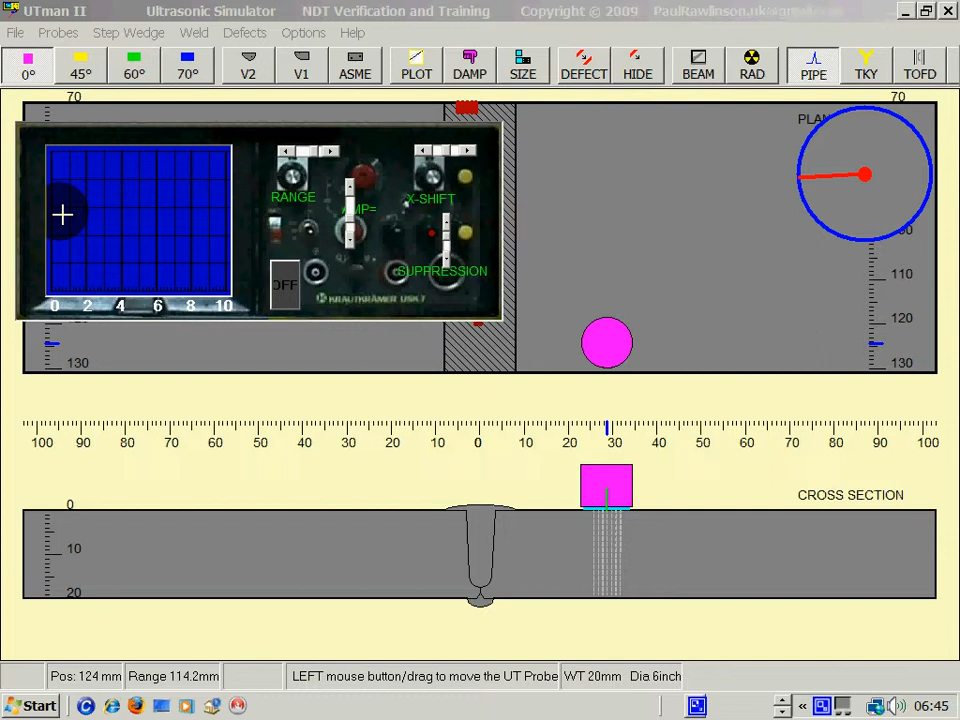 UTman II Ultrasonic Simulator NDT Verification and Training Copyright © 2009
File Probes Step Wedge Weld Defects Options Help
0° 45° 60° 70° V2 V1 ASME PLOT DAMP SIZE DEFECT HIDE BEAM RAD PIPE TKY TOFD
70 70
PLAN
RANGE X-SHIFT
AMP=
SUPPRESSION
OFF
KRAUTKRÄMER USK7
0 2 4 6 8 10
110
120
130 130
100 90 80 70 60 50 40 30 20 10 0 10 20 30 40 50 60 70 80 90 100
CROSS SECTION
0
10
20
Pos: 124 mm Range 114.2mm LEFT mouse button/drag to move the UT Probe WT 20mm Dia 6inch
Start 06:45